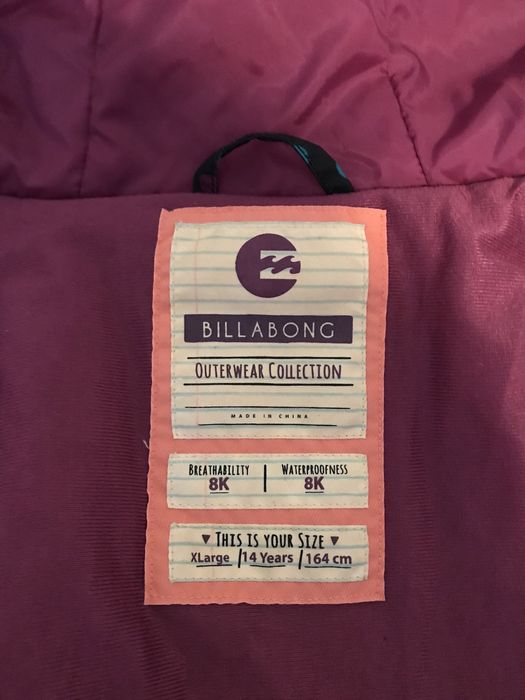 BILLABONG
OUTERWEAR COLLECTION
MADE IN CHINA
BREATHABILITY | WATERPROOFNESS
8K 8K
▼ THIS IS YOUR SIZE ▼
XLarge / 14 Years / 164 cm